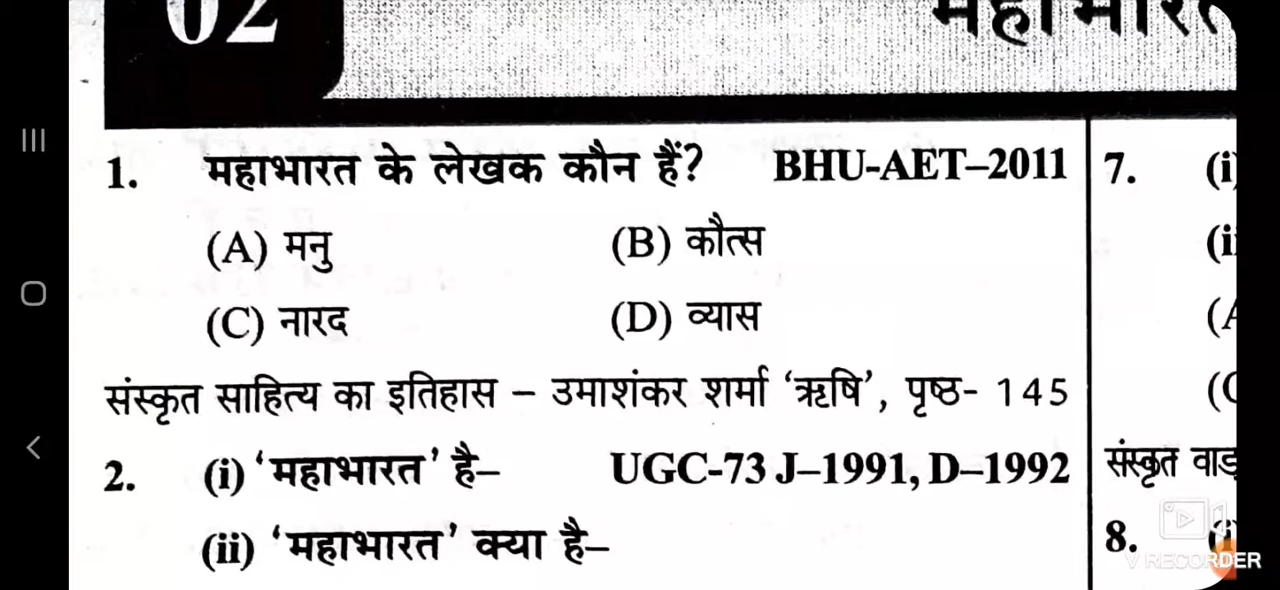 02
महाभारत
1. महाभारत के लेखक कौन हैं? BHU-AET–2011
(A) मनु (B) कौत्स
(C) नारद (D) व्यास
संस्कृत साहित्य का इतिहास – उमाशंकर शर्मा ‘ऋषि’, पृष्ठ- 145
2. (i) ‘महाभारत’ है– UGC-73 J–1991, D–1992
(ii) ‘महाभारत’ क्या है–
7. (i)
संस्कृत
8.
V RECORDER